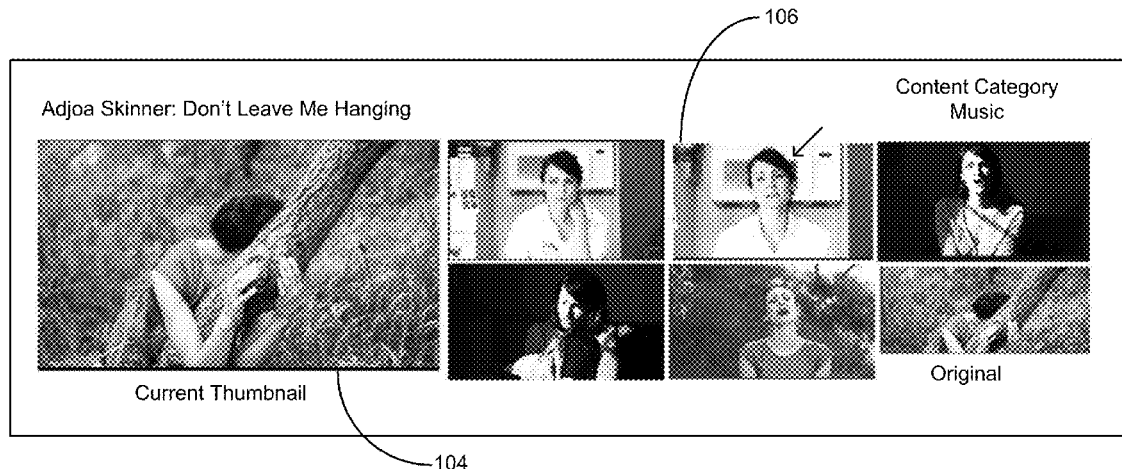 106
Adjoa Skinner: Don't Leave Me Hanging
Content Category
Music
Current Thumbnail
Original
104